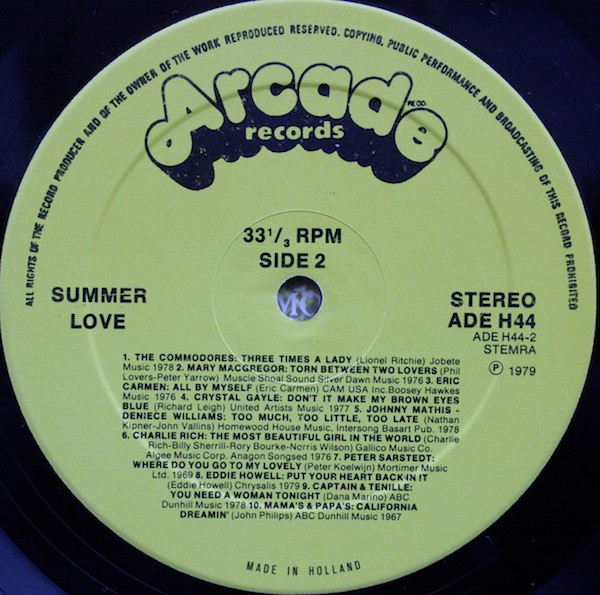 ALL RIGHTS OF THE RECORD PRODUCER AND OF THE OWNER OF THE WORK REPRODUCED RESERVED. COPYING, PUBLIC PERFORMANCE AND BROADCASTING OF THIS RECORD PROHIBITED
Arcade
records
33 1/3 RPM
SIDE 2
SUMMER
LOVE
STEREO
ADE H44
ADE H44-2
STEMRA
Ⓟ 1979
1. THE COMMODORES: THREE TIMES A LADY (Lionel Ritchie) Jobete
Music 1978 2. MARY MACGREGOR: TORN BETWEEN TWO LOVERS (Phil
Lovers-Peter Yarrow) Muscle Shoal Sound Silver Dawn Music 1976 3. ERIC
CARMEN: ALL BY MYSELF (Eric Carmen) CAM USA Inc. Boosey Hawkes
Music 1976 4. CRYSTAL GAYLE: DON'T IT MAKE MY BROWN EYES
BLUE (Richard Leigh) United Artists Music 1977 5. JOHNNY MATHIS -
DENIECE WILLIAMS: TOO MUCH, TOO LITTLE, TOO LATE (Nathan
Kipner-John Vallins) Homewood House Music, Intersong Basart Pub. 1978
6. CHARLIE RICH: THE MOST BEAUTIFUL GIRL IN THE WORLD (Charlie
Rich-Billy Sherrill-Rory Bourke-Norris Wilson) Gallico Music Co.
Algee Music Corp. Anagon Songsed 1976 7. PETER SARSTEDT:
WHERE DO YOU GO TO MY LOVELY (Peter Koelwijn) Mortimer Music
Ltd. 1969 8. EDDIE HOWELL: PUT YOUR HEART BACK IN IT
(Eddie Howell) Chrysalis 1979 9. CAPTAIN & TENILLE:
YOU NEED A WOMAN TONIGHT (Dana Marino) ABC
Dunhill Music 1978 10. MAMA'S & PAPA'S: CALIFORNIA
DREAMIN' (John Philips) ABC Dunhill Music 1967
MADE IN HOLLAND